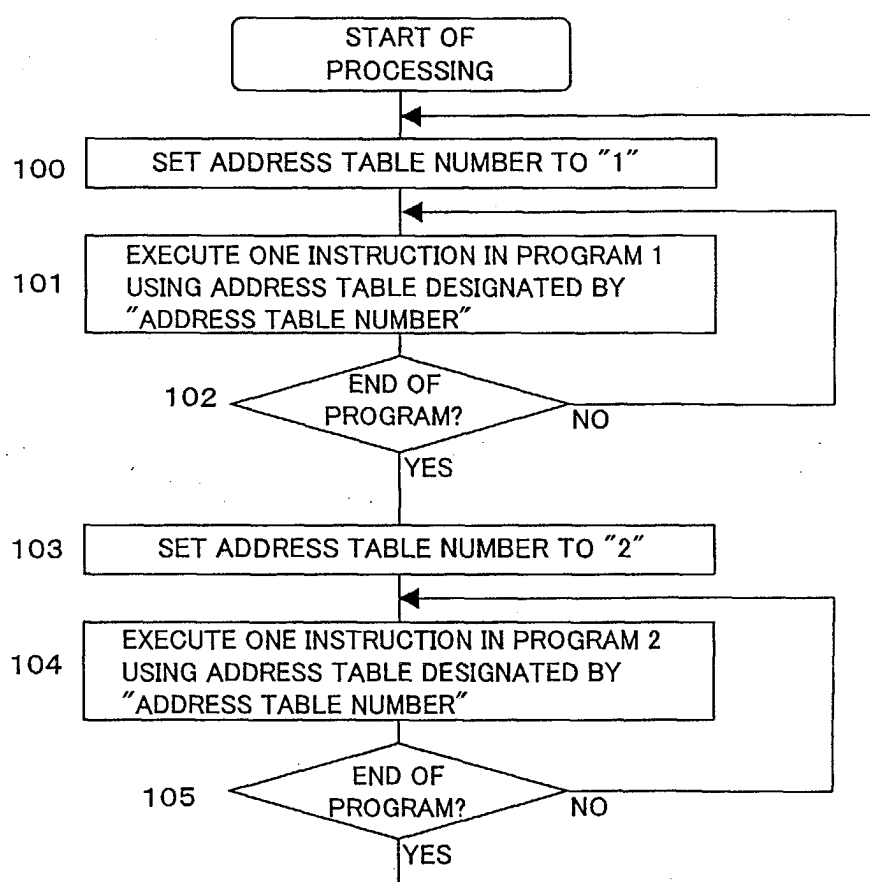 START OF
PROCESSING
100
SET ADDRESS TABLE NUMBER TO "1"
101
EXECUTE ONE INSTRUCTION IN PROGRAM 1
USING ADDRESS TABLE DESIGNATED BY
"ADDRESS TABLE NUMBER"
102
END OF
PROGRAM?
NO
YES
103
SET ADDRESS TABLE NUMBER TO "2"
104
EXECUTE ONE INSTRUCTION IN PROGRAM 2
USING ADDRESS TABLE DESIGNATED BY
"ADDRESS TABLE NUMBER"
105
END OF
PROGRAM?
NO
YES